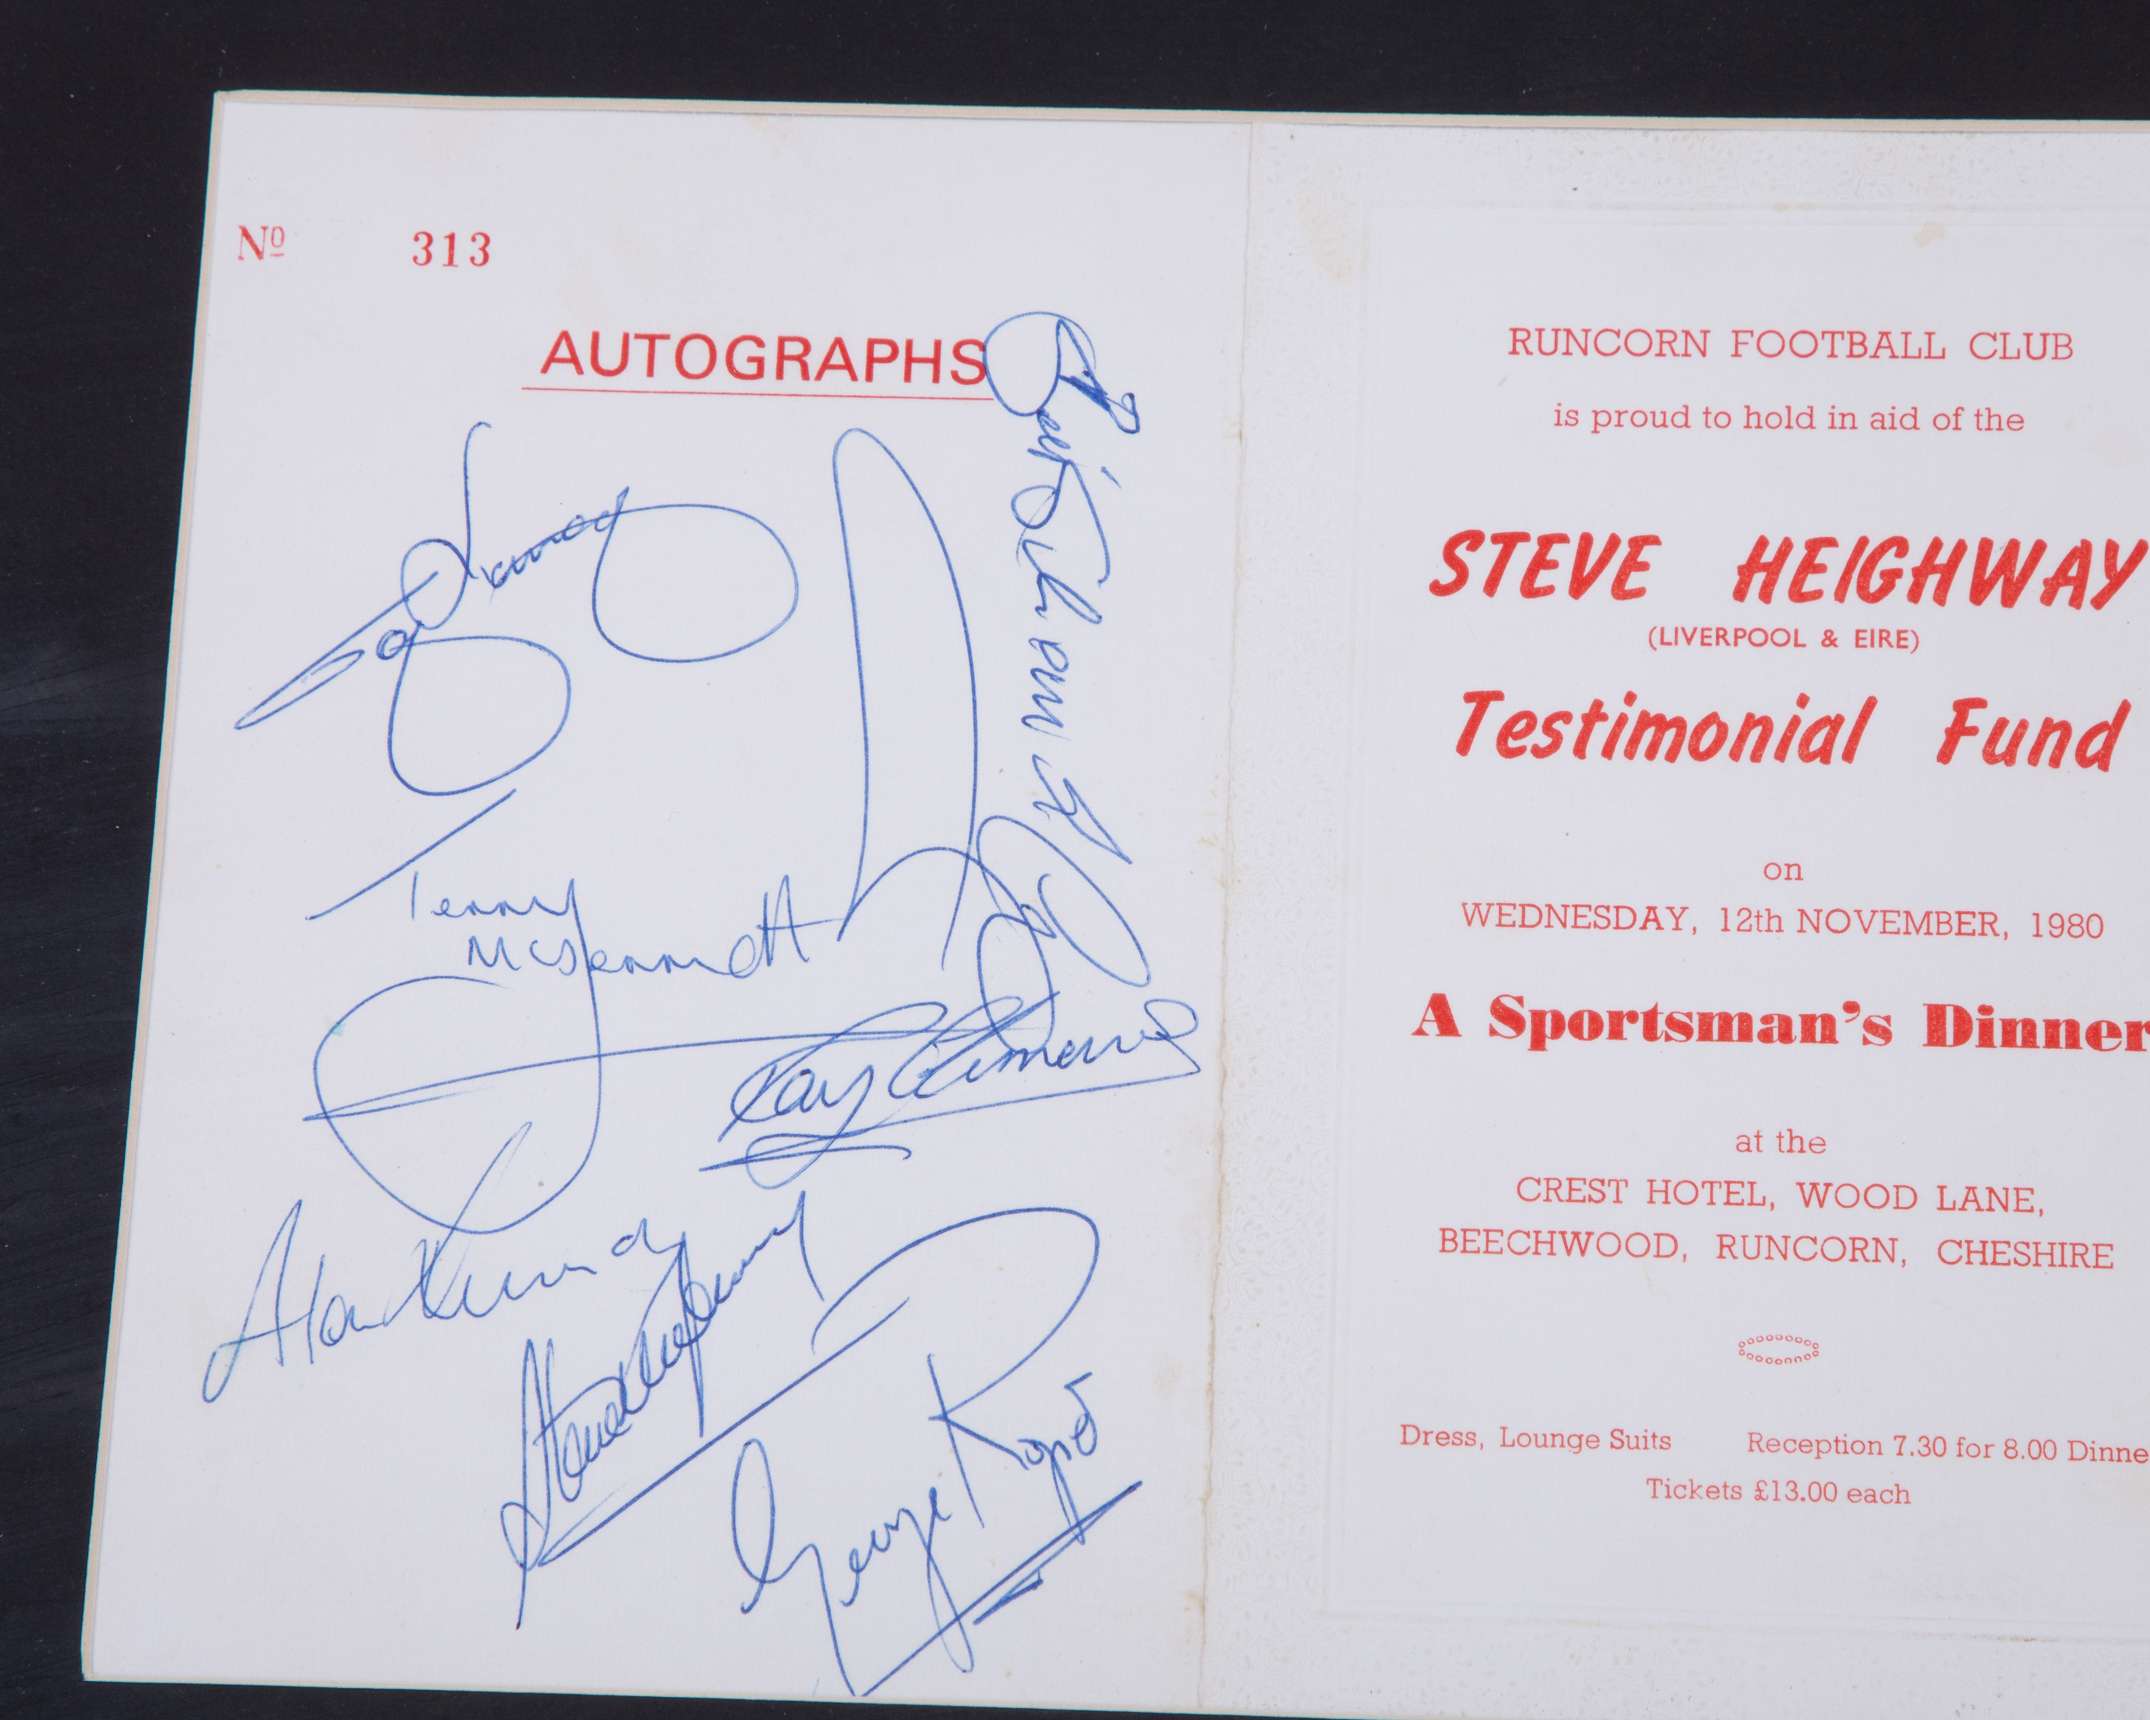 Nº 313
AUTOGRAPHS
Terry
McDermott
Ray Clemence
Alan
George
RUNCORN FOOTBALL CLUB
is proud to hold in aid of the
STEVE HEIGHWAY
(LIVERPOOL & EIRE)
Testimonial Fund
on
WEDNESDAY, 12th NOVEMBER, 1980
A Sportsman's Dinner
at the
CREST HOTEL, WOOD LANE,
BEECHWOOD, RUNCORN, CHESHIRE
Dress, Lounge Suits Reception 7.30 for 8.00 Dinne
Tickets £13.00 each